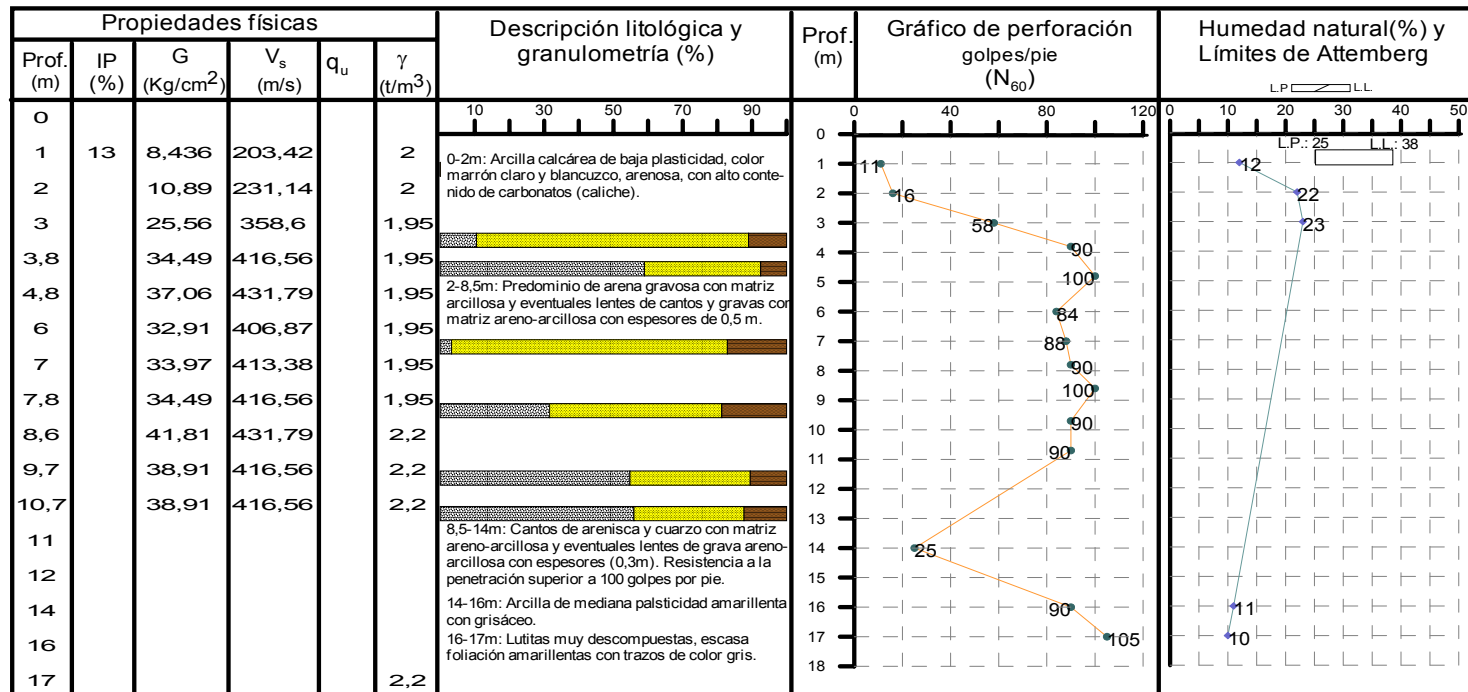 Propiedades físicas
Prof. (m) IP (%) G (Kg/cm2) Vs (m/s) qu γ (t/m3)
0
1 13 8,436 203,42 2
2 10,89 231,14 2
3 25,56 358,6 1,95
3,8 34,49 416,56 1,95
4,8 37,06 431,79 1,95
6 32,91 406,87 1,95
7 33,97 413,38 1,95
7,8 34,49 416,56 1,95
8,6 41,81 431,79 2,2
9,7 38,91 416,56 2,2
10,7 38,91 416,56 2,2
11
12
14
16
17 2,2
Descripción litológica y
granulometría (%)
10 30 50 70 90
0-2m: Arcilla calcárea de baja plasticidad, color
marrón claro y blancuzco, arenosa, con alto conte-
nido de carbonatos (caliche).
2-8,5m: Predominio de arena gravosa con matriz
arcillosa y eventuales lentes de cantos y gravas con
matriz areno-arcillosa con espesores de 0,5 m.
8,5-14m: Cantos de arenisca y cuarzo con matriz
areno-arcillosa y eventuales lentes de grava areno-
arcillosa con espesores (0,3m). Resistencia a la
penetración superior a 100 golpes por pie.
14-16m: Arcilla de mediana palsticidad amarillenta
con grisáceo.
16-17m: Lutitas muy descompuestas, escasa
foliación amarillentas con trazos de color gris.
Prof.
(m)
Gráfico de perforación
golpes/pie
(N60)
0 40 80 120
0
1
2
3
4
5
6
7
8
9
10
11
12
13
14
15
16
17
18
11
16
58
90
100
84
88
90
100
90
90
25
90
105
Humedad natural(%) y
Límites de Attemberg
L.P L.L.
0 10 20 30 40 50
L.P.: 25 L.L.: 38
12
22
23
11
10